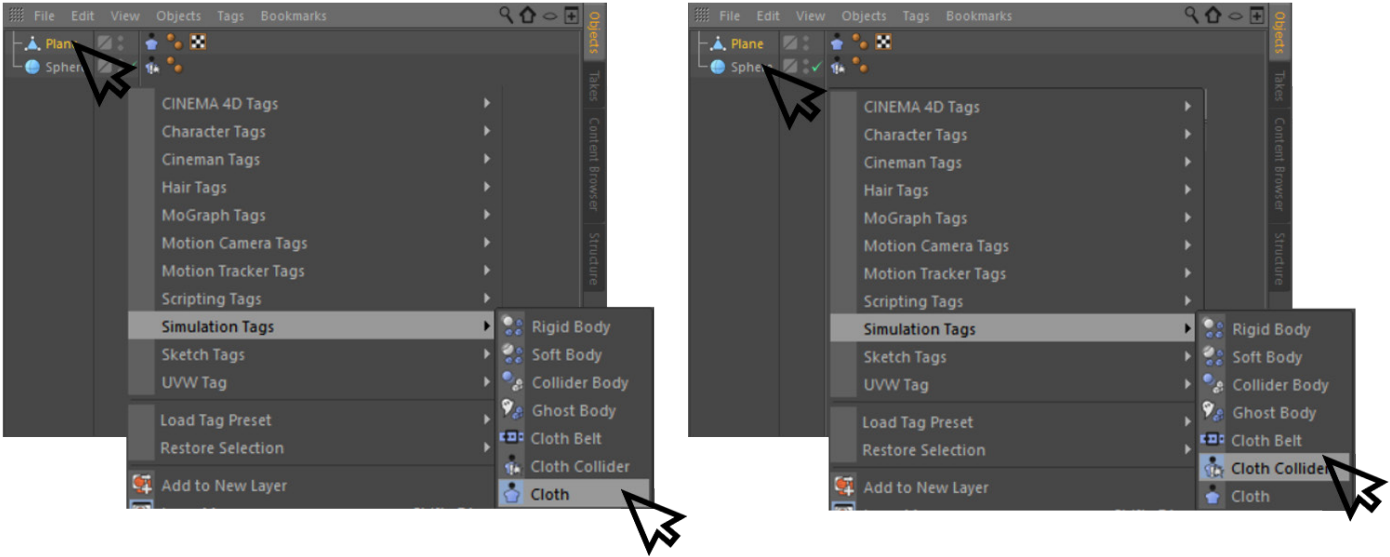 File Edit View Objects Tags Bookmarks
Objects
Takes
Content Browser
Structure
Plane
Sphere
CINEMA 4D Tags
Character Tags
Cineman Tags
Hair Tags
MoGraph Tags
Motion Camera Tags
Motion Tracker Tags
Scripting Tags
Simulation Tags
Sketch Tags
UVW Tag
Load Tag Preset
Restore Selection
Add to New Layer
Rigid Body
Soft Body
Collider Body
Ghost Body
Cloth Belt
Cloth Collider
Cloth
File Edit View Objects Tags Bookmarks
Objects
Takes
Content Browser
Structure
Plane
Sphere
CINEMA 4D Tags
Character Tags
Cineman Tags
Hair Tags
MoGraph Tags
Motion Camera Tags
Motion Tracker Tags
Scripting Tags
Simulation Tags
Sketch Tags
UVW Tag
Load Tag Preset
Restore Selection
Add to New Layer
Rigid Body
Soft Body
Collider Body
Ghost Body
Cloth Belt
Cloth Collider
Cloth